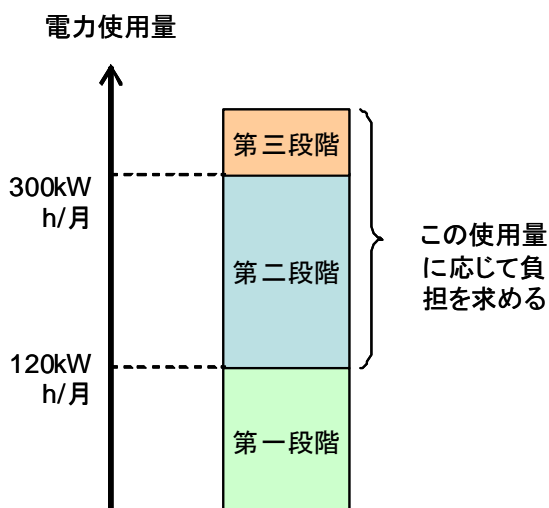 電力使用量
第三段階
300kW
h/月
この使用量
に応じて負
担を求める
第二段階
120kW
h/月
第一段階